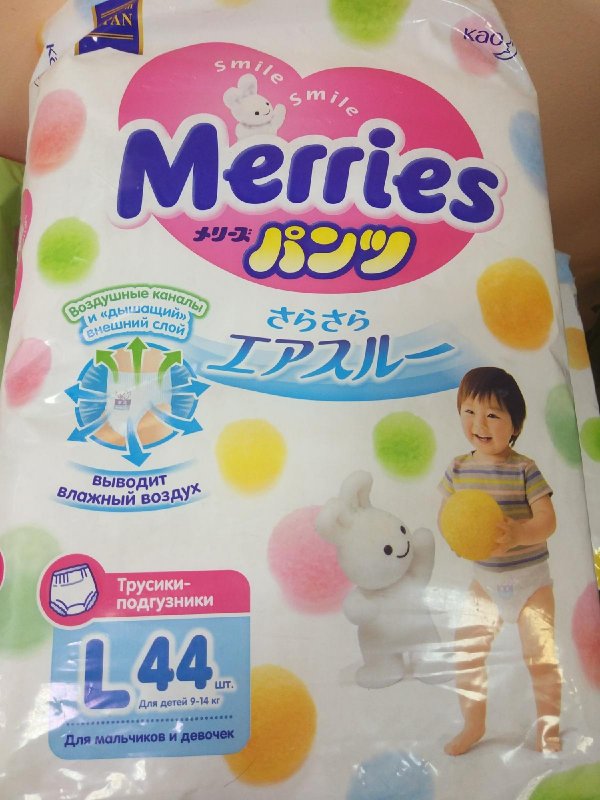 PAN
Kao
Smile Smile
Merries
メリーズ パンツ
さらさら
エアスルー
Воздушные каналы
и «дышащий»
внешний слой
выводит
влажный воздух
Трусики-
подгузники
L 44 шт.
Для детей 9-14 кг
Для мальчиков и девочек